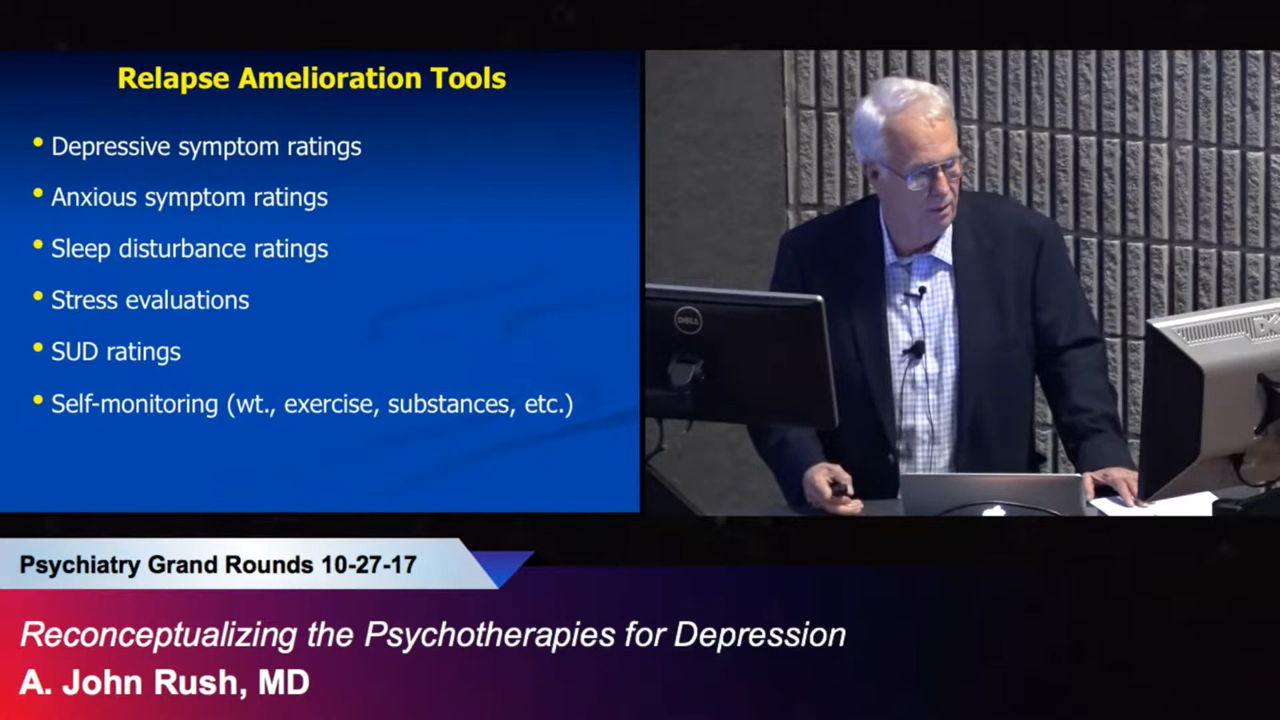 Relapse Amelioration Tools
• Depressive symptom ratings
• Anxious symptom ratings
• Sleep disturbance ratings
• Stress evaluations
• SUD ratings
• Self-monitoring (wt., exercise, substances, etc.)
DELL
Psychiatry Grand Rounds 10-27-17
Reconceptualizing the Psychotherapies for Depression
A. John Rush, MD